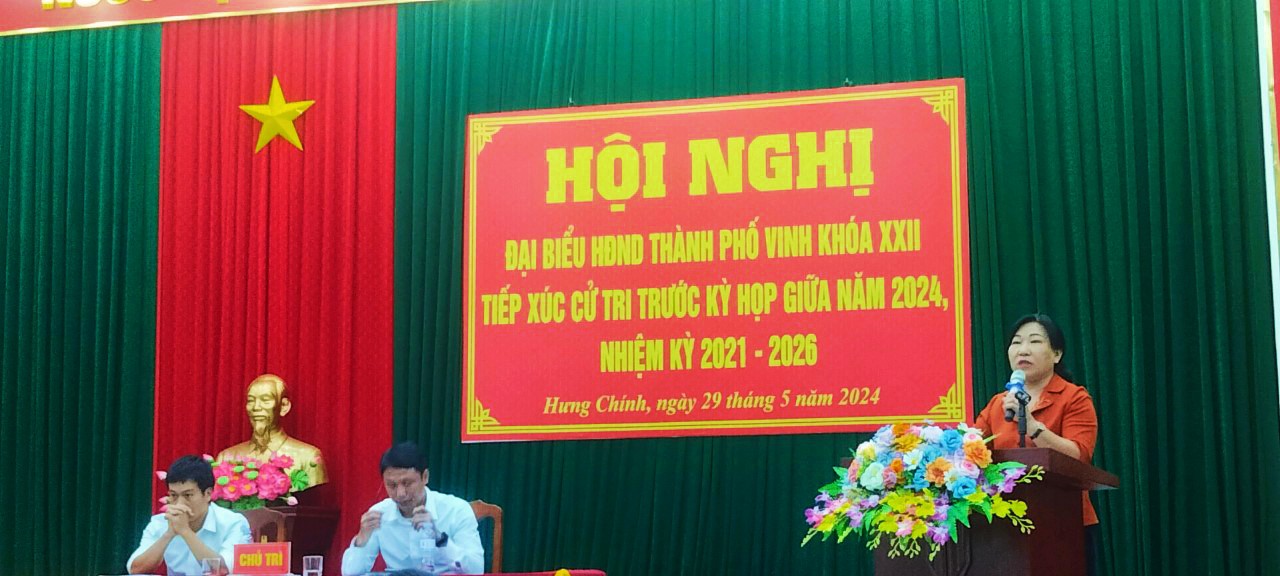 HỘI NGHỊ
ĐẠI BIỂU HĐND THÀNH PHỐ VINH KHÓA XXII
TIẾP XÚC CỬ TRI TRƯỚC KỲ HỌP GIỮA NĂM 2024,
NHIỆM KỲ 2021 - 2026
Hưng Chính, ngày 29 tháng 5 năm 2024
CHỦ TRÌ